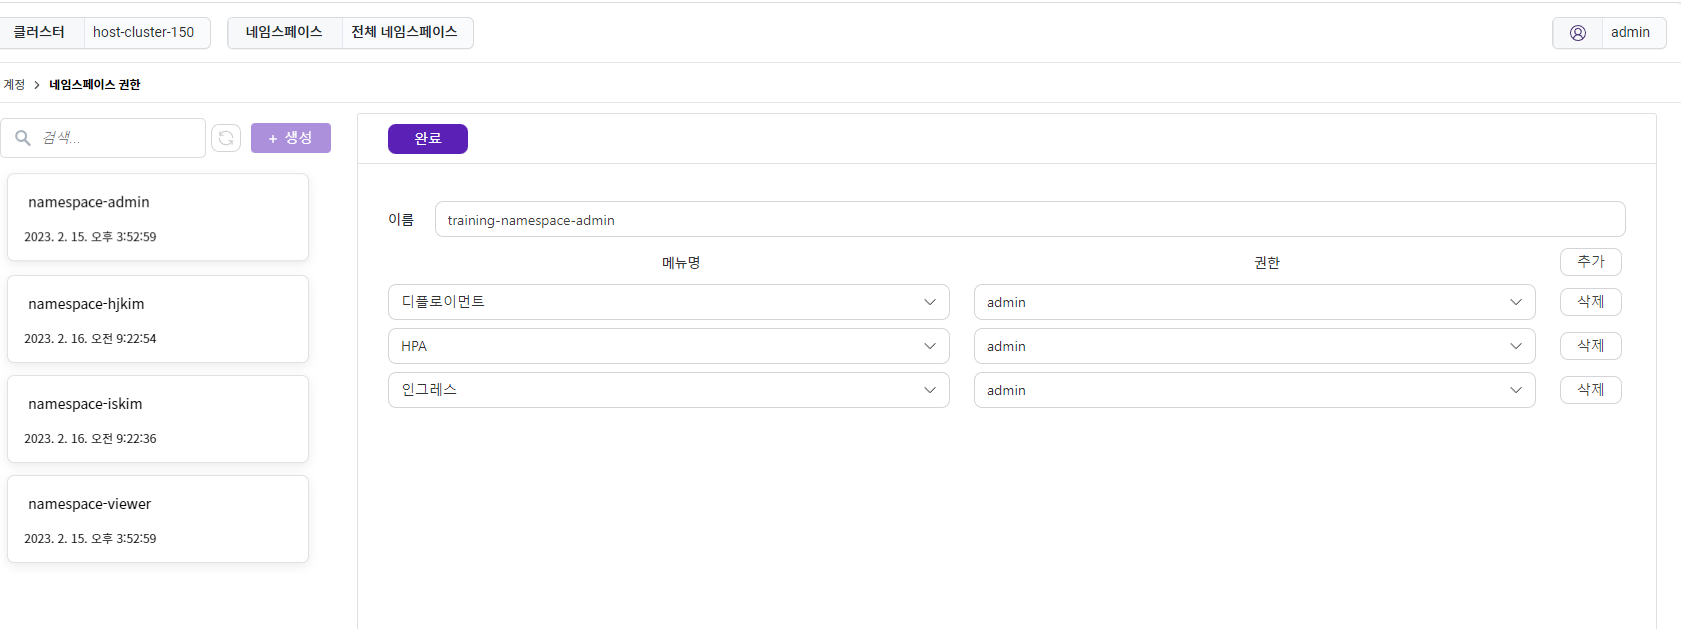 클러스터 host-cluster-150 네임스페이스 전체 네임스페이스 admin
계정 > 네임스페이스 권한
검색... + 생성
namespace-admin
2023. 2. 15. 오후 3:52:59
namespace-hjkim
2023. 2. 16. 오전 9:22:54
namespace-iskim
2023. 2. 16. 오전 9:22:36
namespace-viewer
2023. 2. 15. 오후 3:52:59
완료
이름 training-namespace-admin
메뉴명 권한 추가
디플로이먼트 admin 삭제
HPA admin 삭제
인그레스 admin 삭제